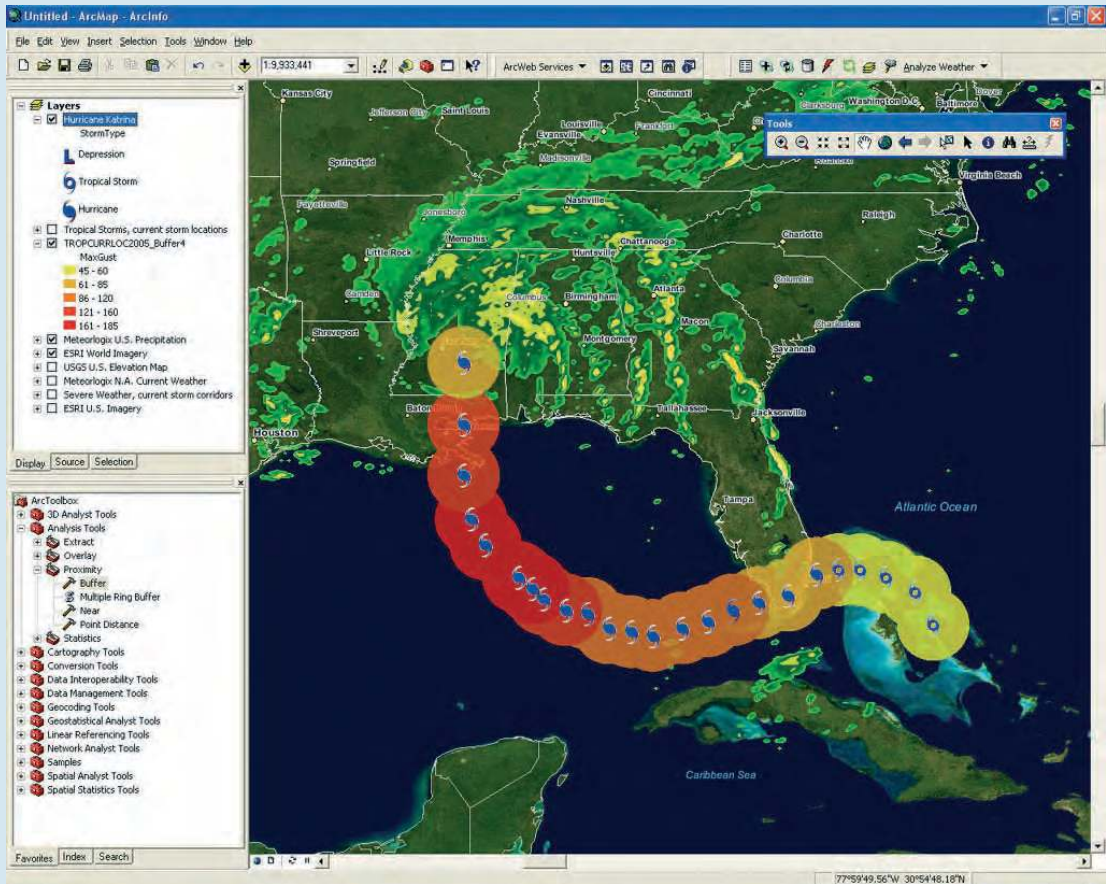 Untitled - ArcMap - ArcInfo
File Edit View Insert Selection Tools Window Help
1:9,933,441
ArcWeb Services
Analyze Weather
Layers
Hurricane Katrina
StormType
Depression
Tropical Storm
Hurricane
Tropical Storms, current storm locations
TROPCURRLOC2005_Buffer4
MaxGust
45 - 60
61 - 85
86 - 120
121 - 160
161 - 185
Meteorlogix U.S. Precipitation
ESRI World Imagery
USGS U.S. Elevation Map
Meteorlogix N.A. Current Weather
Severe Weather, current storm corridors
ESRI U.S. Imagery
Display Source Selection
ArcToolbox
3D Analyst Tools
Analysis Tools
Extract
Overlay
Proximity
Buffer
Multiple Ring Buffer
Near
Point Distance
Statistics
Cartography Tools
Conversion Tools
Data Interoperability Tools
Data Management Tools
Geocoding Tools
Geostatistical Analyst Tools
Linear Referencing Tools
Network Analyst Tools
Samples
Spatial Analyst Tools
Spatial Statistics Tools
Favorites Index Search
Tools
Kansas City
Jefferson City
Saint Louis
Cincinnati
Clarksburg
Washington D.C.
Dover
Baltimore
Louisville
Frankfort
Evansville
Madisonville
Springfield
Virginia Beach
Fayetteville
Jonesboro
Nashville
Raleigh
Little Rock
Memphis
Chattanooga
Charlotte
Huntsville
Columbia
Camden
Columbus
Birmingham
Atlanta
Shreveport
Montgomery
Macon
Charleston
Savannah
Baton
Tallahassee
Jacksonville
Houston
Tampa
Atlantic Ocean
Caribbean Sea
77°59'49.56"W 30°54'48.18"N